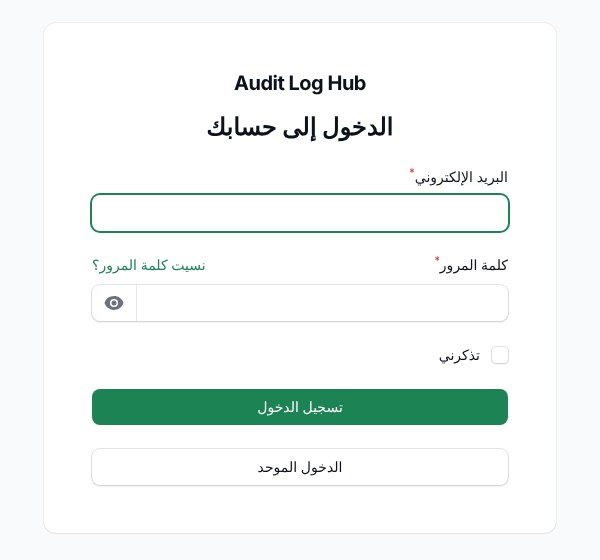 Audit Log Hub
الدخول إلى حسابك
البريد الإلكتروني*
كلمة المرور*
نسيت كلمة المرور؟
تذكرني
تسجيل الدخول
الدخول الموحد